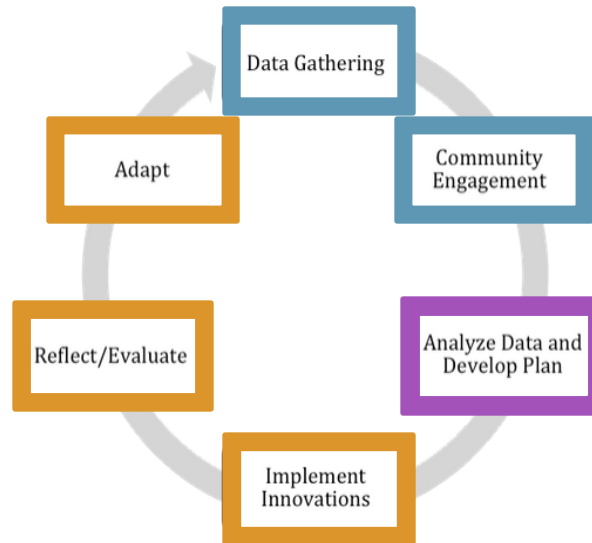 Data Gathering
Community
Engagement
Analyze Data and
Develop Plan
Implement
Innovations
Reflect/Evaluate
Adapt